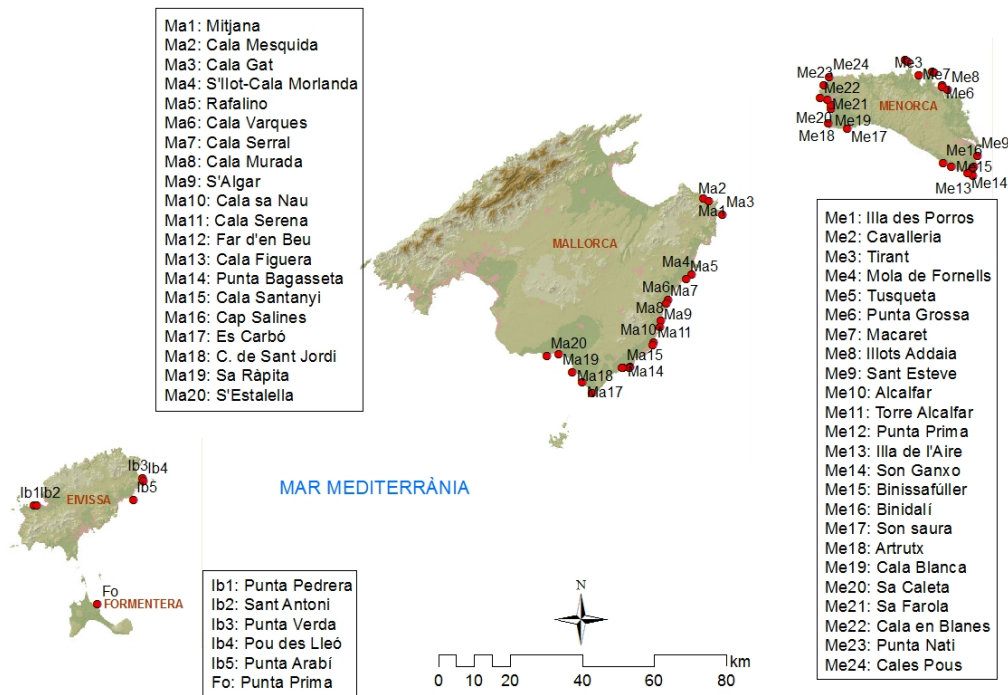 Ma1: Mitjana
Ma2: Cala Mesquida
Ma3: Cala Gat
Ma4: S'Illot-Cala Morlanda
Ma5: Rafalino
Ma6: Cala Varques
Ma7: Cala Serral
Ma8: Cala Murada
Ma9: S'Algar
Ma10: Cala sa Nau
Ma11: Cala Serena
Ma12: Far d'en Beu
Ma13: Cala Figuera
Ma14: Punta Bagasseta
Ma15: Cala Santanyi
Ma16: Cap Salines
Ma17: Es Carbó
Ma18: C. de Sant Jordi
Ma19: Sa Ràpita
Ma20: S'Estalella
Me3
Me24
Me7
Me23
Me8
Me22
Me6
MENORCA
Me21
Me20
Me19
Me18
Me17
Me9
Me16
Me15
Me14
Me13
Ma2
Ma3
Ma1
MALLORCA
Ma4
Ma5
Ma6
Ma7
Ma8
Ma9
Ma10
Ma11
Ma20
Ma15
Ma19
Ma14
Ma18
Ma17
Me1: Illa des Porros
Me2: Cavalleria
Me3: Tirant
Me4: Mola de Fornells
Me5: Tusqueta
Me6: Punta Grossa
Me7: Macaret
Me8: Illots Addaia
Me9: Sant Esteve
Me10: Alcalfar
Me11: Torre Alcalfar
Me12: Punta Prima
Me13: Illa de l'Aire
Me14: Son Ganxo
Me15: Binissafúller
Me16: Binidalí
Me17: Son saura
Me18: Artrutx
Me19: Cala Blanca
Me20: Sa Caleta
Me21: Sa Farola
Me22: Cala en Blanes
Me23: Punta Nati
Me24: Cales Pous
Ib3
Ib4
Ib5
Ib1
Ib2
EIVISSA
MAR MEDITERRÀNIA
Fo
FORMENTERA
Ib1: Punta Pedrera
Ib2: Sant Antoni
Ib3: Punta Verda
Ib4: Pou des Lleó
Ib5: Punta Arabí
Fo: Punta Prima
N
km
0 10 20 40 60 80